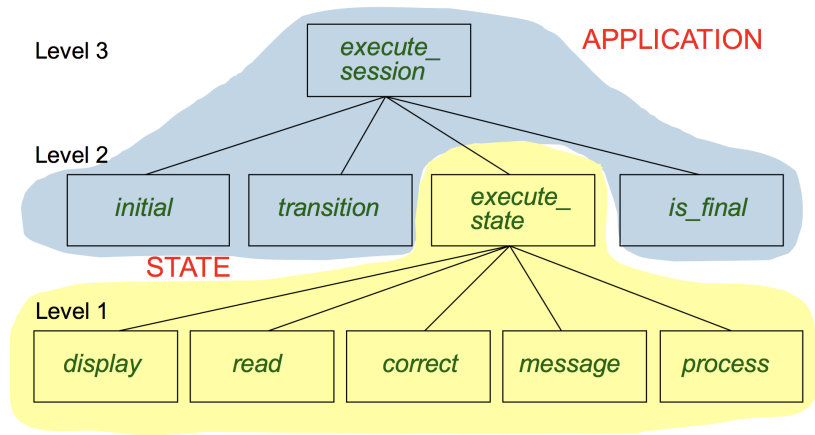 Level 3
execute_
session
APPLICATION
Level 2
initial
transition
execute_
state
is_final
STATE
Level 1
display
read
correct
message
process